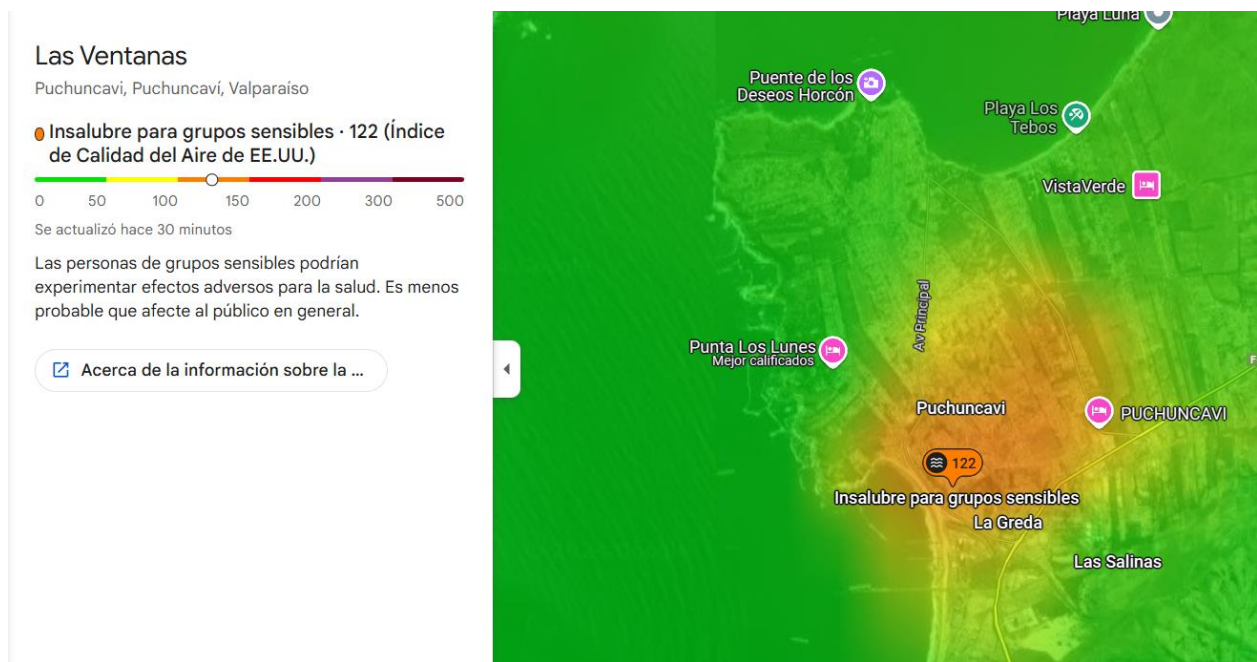 Las Ventanas
Puchuncavi, Puchuncaví, Valparaíso
Insalubre para grupos sensibles · 122 (Índice
de Calidad del Aire de EE.UU.)
0 50 100 150 200 300 500
Se actualizó hace 30 minutos
Las personas de grupos sensibles podrían
experimentar efectos adversos para la salud. Es menos
probable que afecte al público en general.
Acerca de la información sobre la ...
Playa Luna
Puente de los
Deseos Horcón
Playa Los
Tebos
VistaVerde
Av Principal
Punta Los Lunes
Mejor calificados
F
Puchuncavi
PUCHUNCAVI
122
Insalubre para grupos sensibles
La Greda
Las Salinas